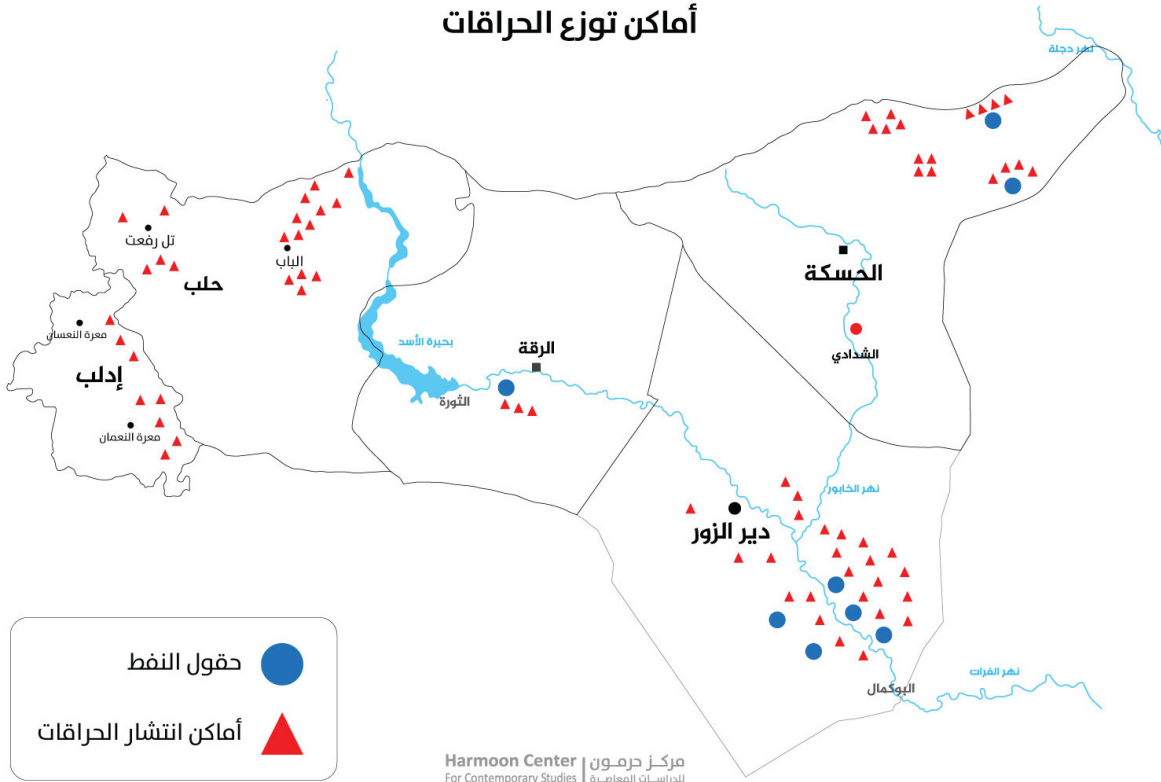 أماكن توزع الحراقات
نهر دجلة
تل رفعت
الباب
حلب
الحسكة
معرة النعسان
إدلب
بحيرة الأسد
الرقة
الشدادي
الثورة
معرة النعمان
نهر الخابور
دير الزور
حقول النفط
نهر الفرات
البوكمال
أماكن انتشار الحراقات
Harmoon Center | مركز حرمون
For Contemporary Studies | للدراسات المعاصرة